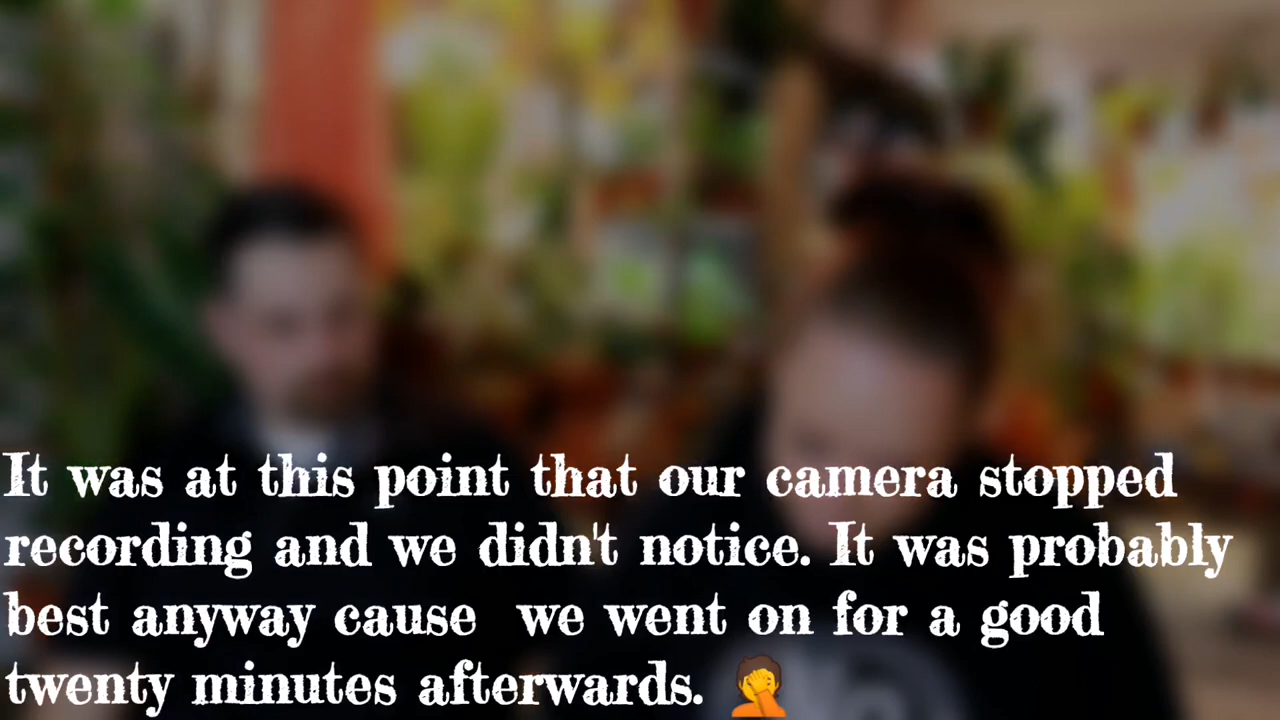 It was at this point that our camera stopped
recording and we didn't notice. It was probably
best anyway cause  we went on for a good
twenty minutes afterwards. 🤦